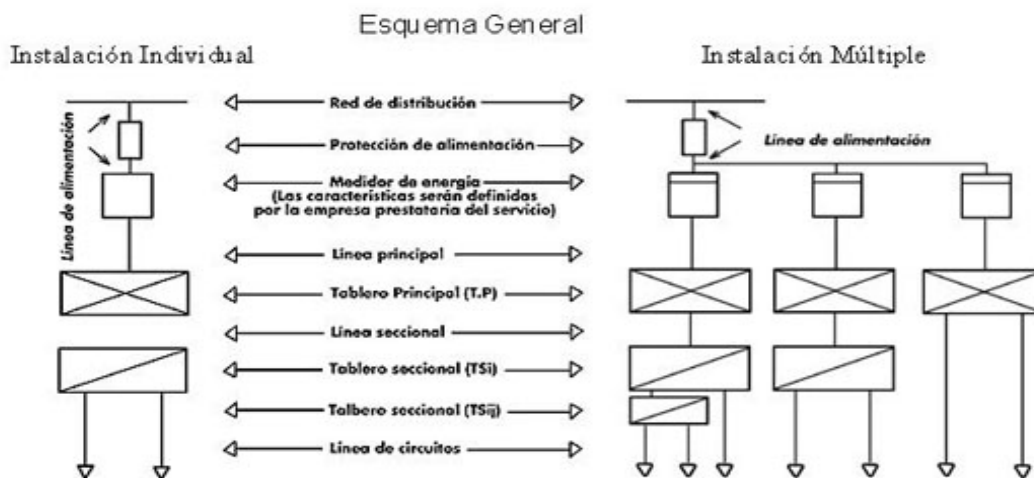 Esquema General
Instalación Individual
Instalación Múltiple
Línea de alimentación
Red de distribución
Protección de alimentación
Medidor de energía
(Las características serán definidas
por la empresa prestataria del servicio)
Línea principal
Tablero Principal (T.P)
Línea seccional
Tablero seccional (TSi)
Talbero seccional (TSij)
Línea de circuitos
Línea de alimentación